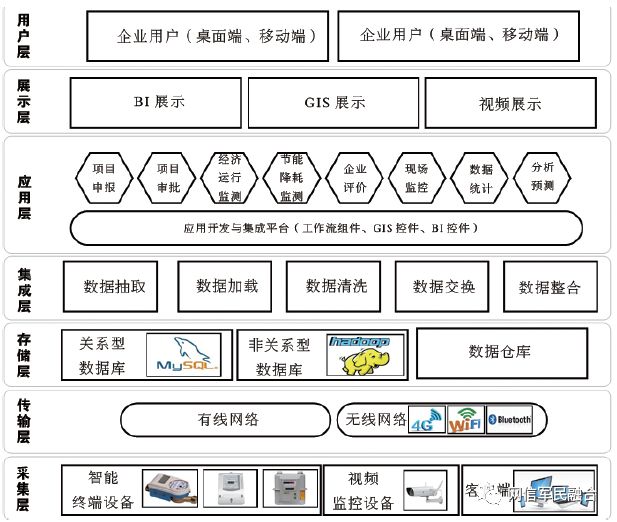 用户层
企业用户（桌面端、移动端） 企业用户（桌面端、移动端）
展示层
BI 展示 GIS 展示 视频展示
应用层
项目申报 项目审批 经济运行监测 节能降耗监测 企业评价 现场监控 数据统计 分析预测
应用开发与集成平台（工作流组件、GIS 控件、BI 控件）
集成层
数据抽取 数据加载 数据清洗 数据交换 数据整合
存储层
关系型数据库 MySQL 非关系型数据库 hadoop 数据仓库
传输层
有线网络 无线网络 4G WiFi Bluetooth
采集层
智能终端设备 视频监控设备 客户端
网信军民融合